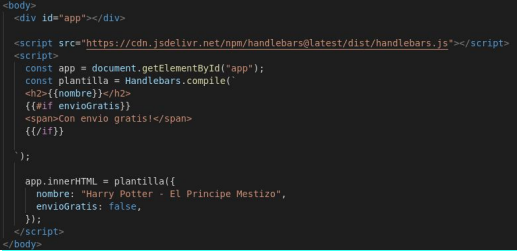 <body>
<div id="app"></div>
<script src="https://cdn.jsdelivr.net/npm/handlebars@latest/dist/handlebars.js"></script>
<script>
const app = document.getElementById("app");
const plantilla = Handlebars.compile(`
<h2>{{nombre}}</h2>
{{#if envioGratis}}
<span>Con envio gratis!</span>
{{/if}}
`);
app.innerHTML = plantilla({
nombre: "Harry Potter - El Principe Mestizo",
envioGratis: false,
});
</script>
</body>